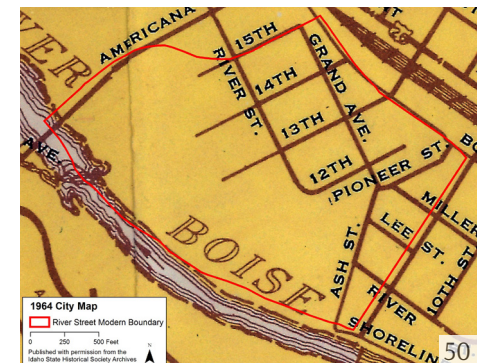 AMERICANA
VER
15TH
RIVER ST.
GRAND AVE.
14TH
13TH
12TH
PIONEER ST.
BO
AVE.
BOISE
MILLER
LEE ST.
ASH ST.
10TH ST.
RIVER
SHORELIN
1964 City Map
River Street Modern Boundary
0 250 500 Feet
Published with permission from the
Idaho State Historical Society Archives
N
50